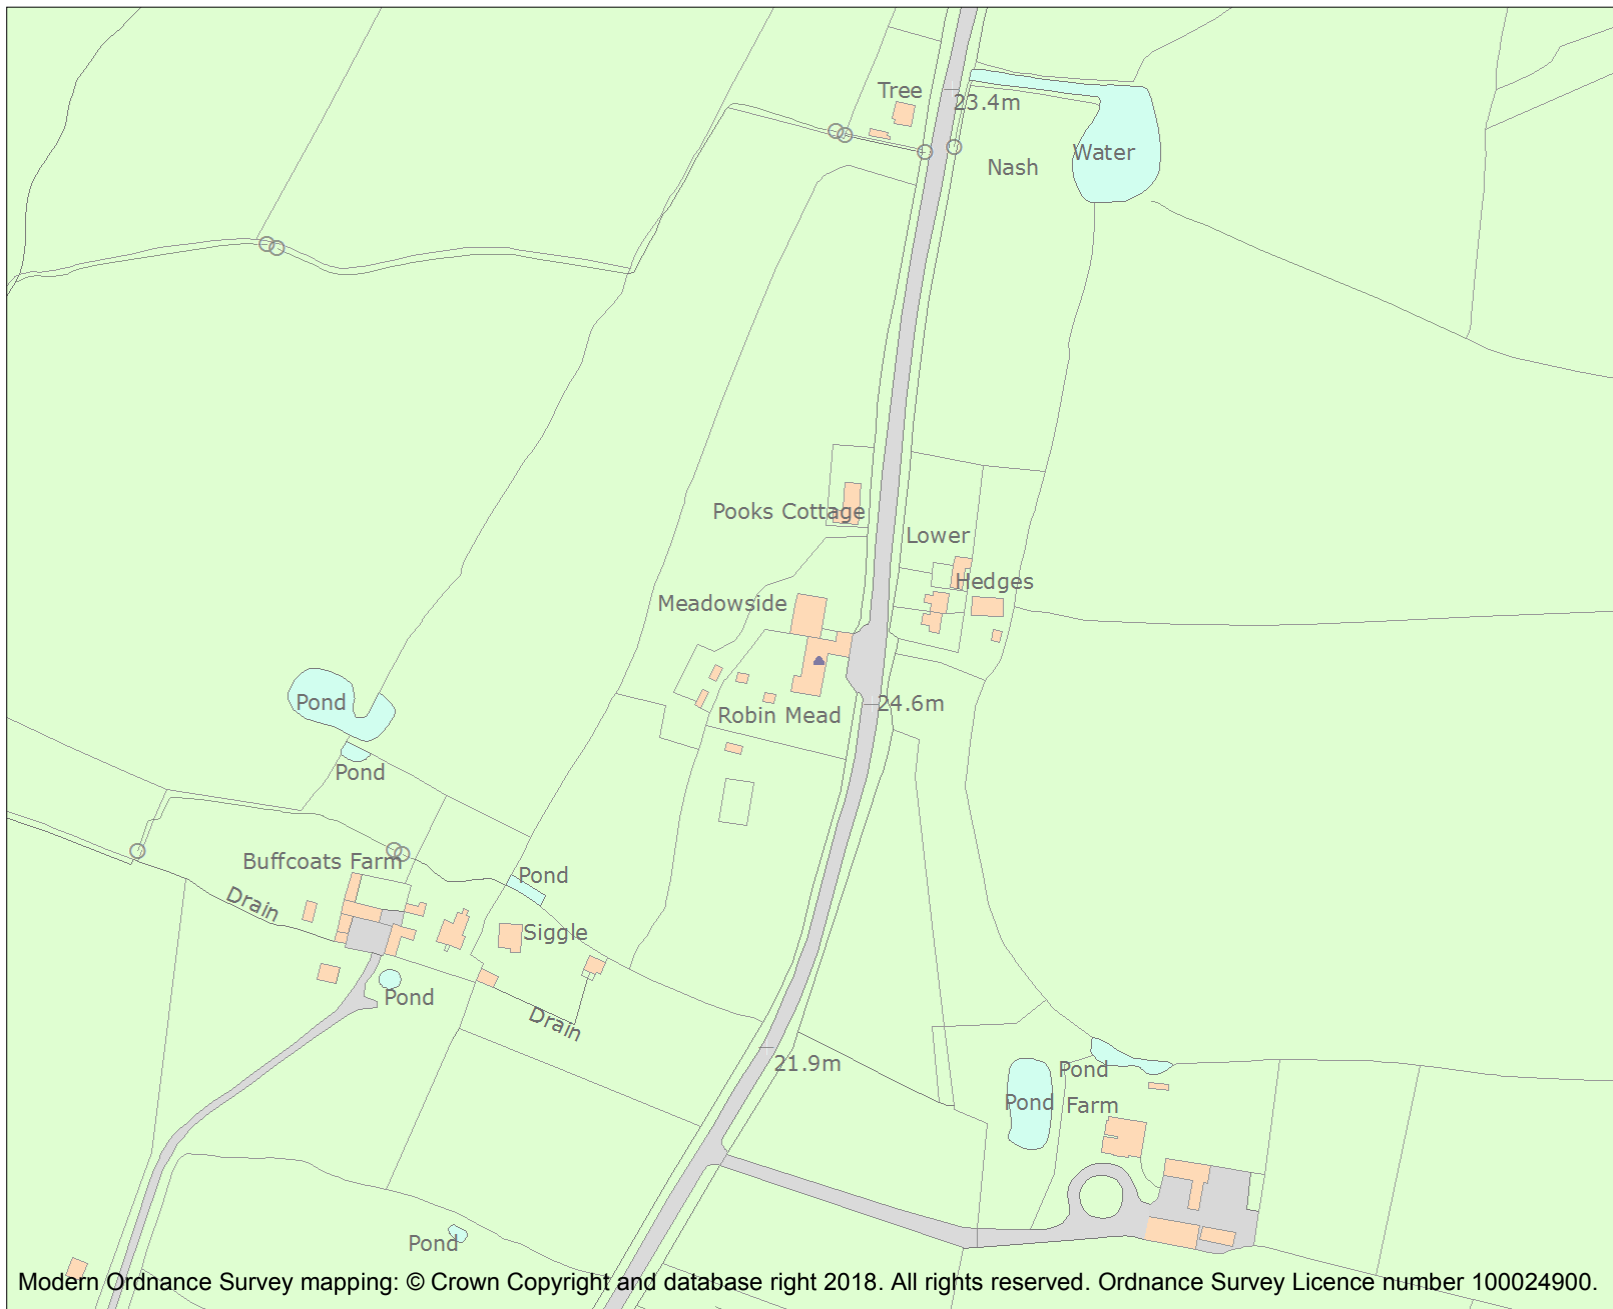 Tree
23.4m
Water
Nash
Pooks Cottage
Lower
Hedges
Meadowside
Pond
24.6m
Robin Mead
Pond
Buffcoats Farm
Pond
Drain
Siggle
Pond
Drain
21.9m
Pond
Pond
Farm
Pond
Modern Ordnance Survey mapping: © Crown Copyright and database right 2018. All rights reserved. Ordnance Survey Licence number 100024900.